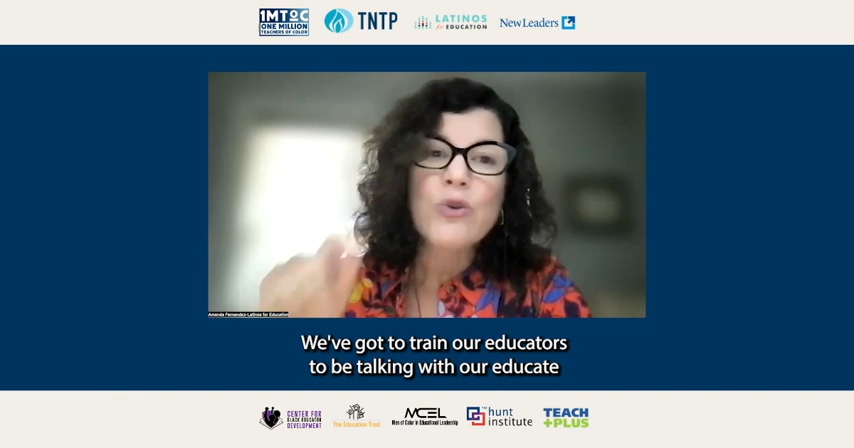 1MTOC
ONE MILLION
TEACHERS OF COLOR
TNTP
LATINOS
for EDUCATION
NewLeaders
Amanda Fernandez-Latinos for Education
We've got to train our educators
to be talking with our educate
CENTER FOR
BLACK EDUCATOR
DEVELOPMENT
The Education Trust
MCEL
Men of Color in Educational Leadership
THE hunt
institute
TEACH
+PLUS